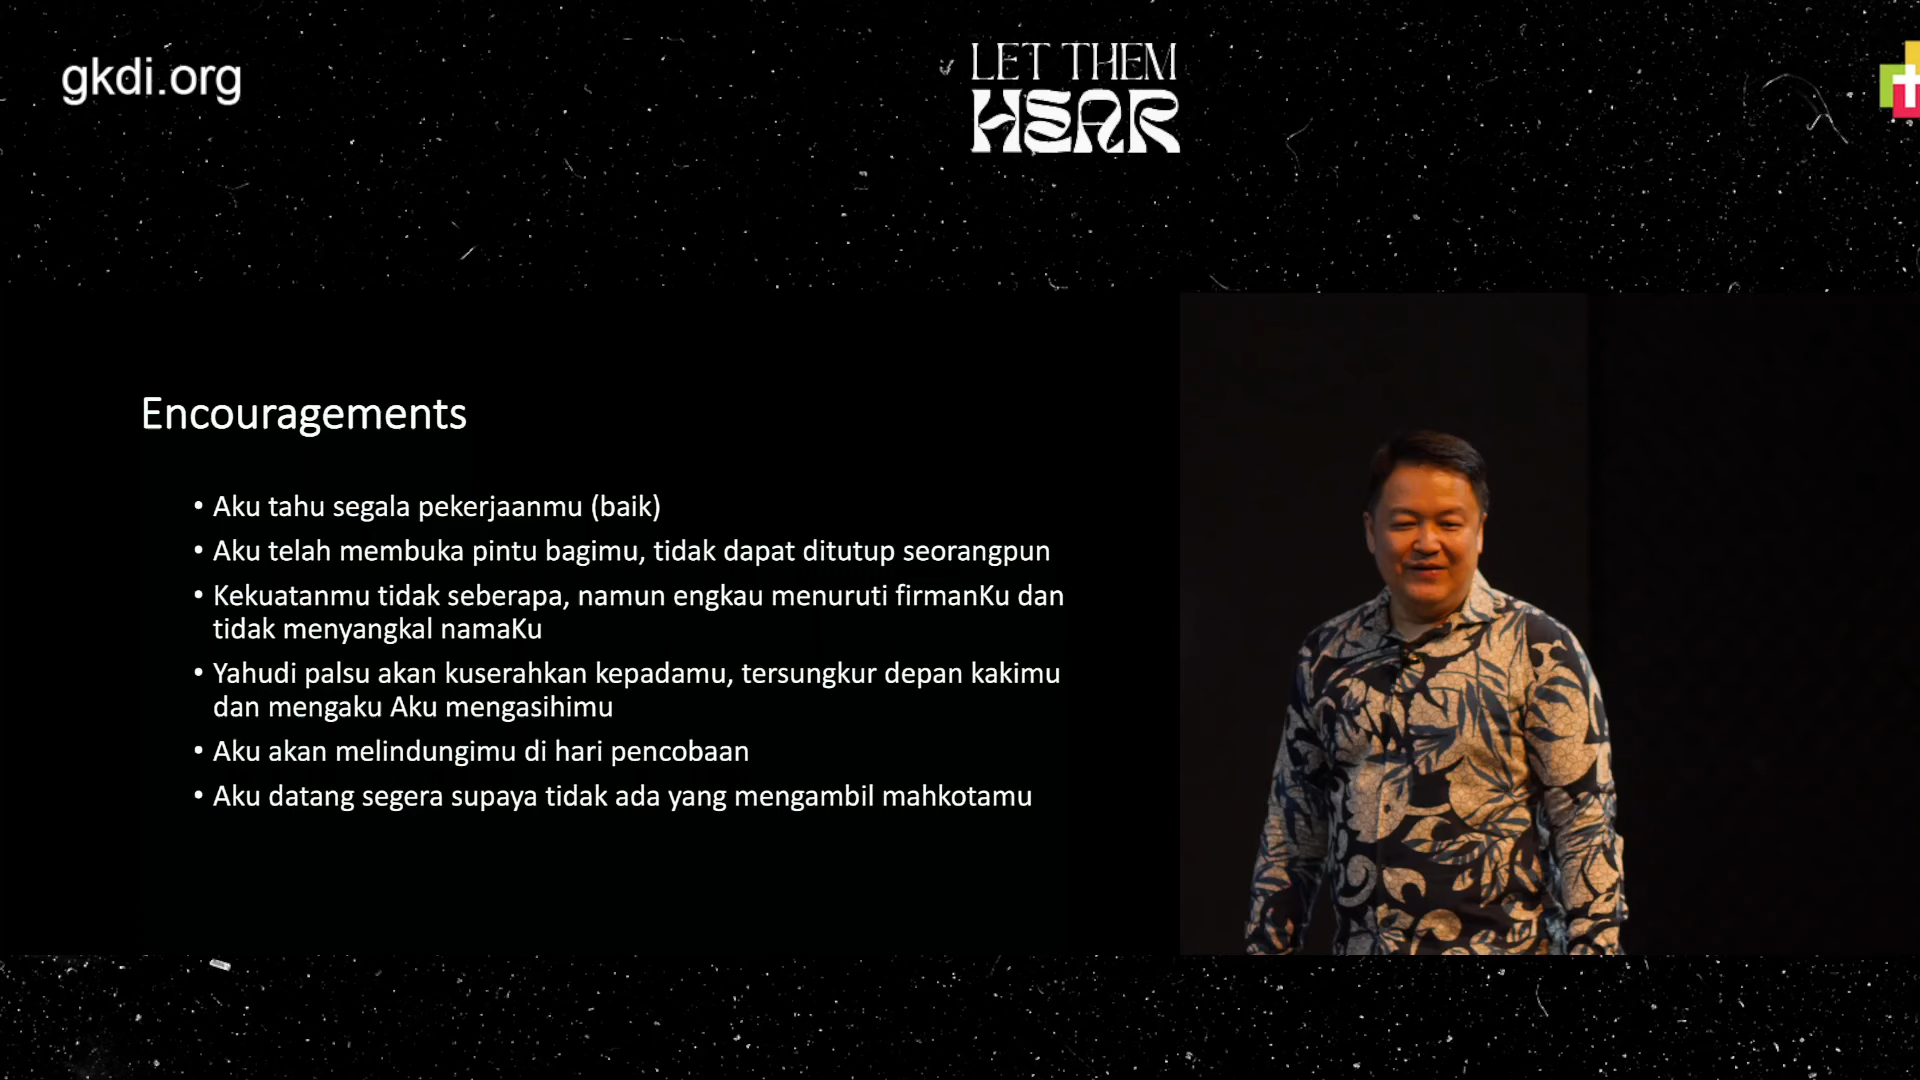 gkdi.org
LET THEM
HEAR
Encouragements
• Aku tahu segala pekerjaanmu (baik)
• Aku telah membuka pintu bagimu, tidak dapat ditutup seorangpun
• Kekuatanmu tidak seberapa, namun engkau menuruti firmanKu dan
tidak menyangkal namaKu
• Yahudi palsu akan kuserahkan kepadamu, tersungkur depan kakimu
dan mengaku Aku mengasihimu
• Aku akan melindungimu di hari pencobaan
• Aku datang segera supaya tidak ada yang mengambil mahkotamu